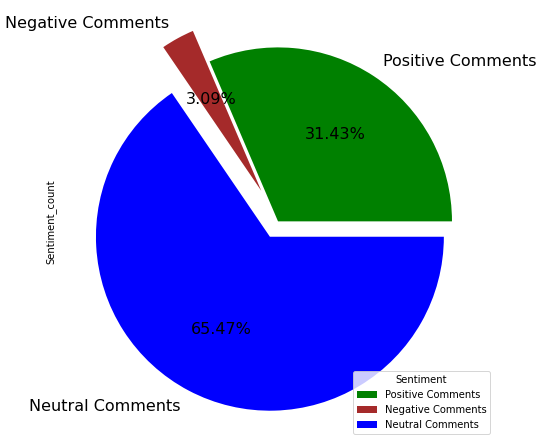 Negative Comments
Positive Comments
3.09%
31.43%
Sentiment_count
65.47%
Neutral Comments
Sentiment
Positive Comments
Negative Comments
Neutral Comments